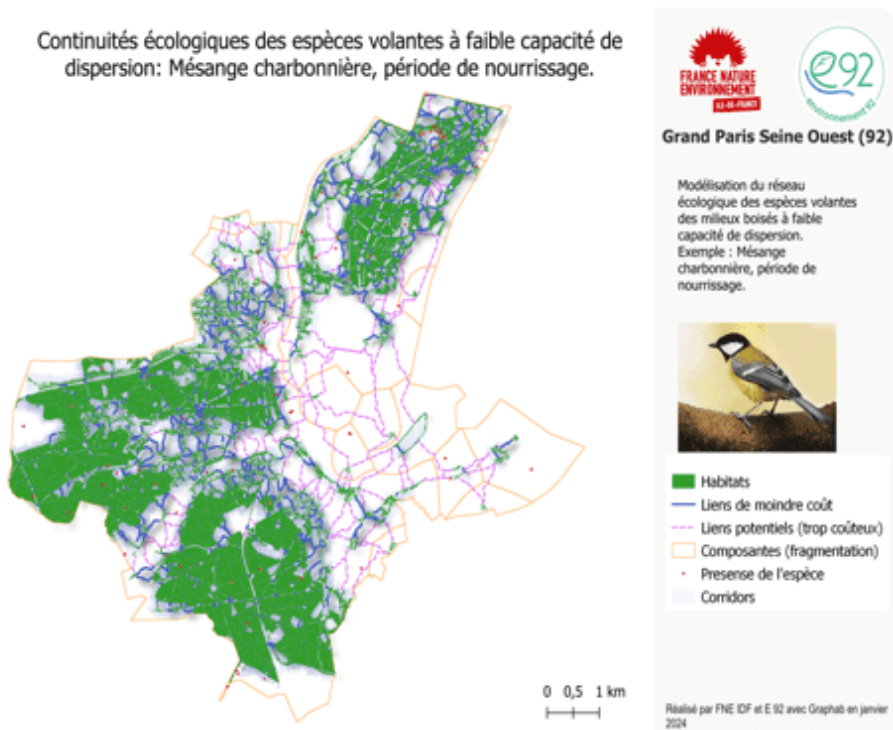 Continuités écologiques des espèces volantes à faible capacité de
dispersion: Mésange charbonnière, période de nourrissage.
FRANCE NATURE
ENVIRONNEMENT
ILE-DE-FRANCE
e92
environnement 92
Grand Paris Seine Ouest (92)
Modélisation du réseau
écologique des espèces volantes
des milieux boisés à faible
capacité de dispersion.
Exemple : Mésange
charbonnière, période de
nourrissage.
Habitats
Liens de moindre coût
Liens potentiels (trop coûteux)
Composantes (fragmentation)
Presense de l'espèce
Corridors
0 0,5 1 km
Réalisé par FNE IDF et E 92 avec Graphab en janvier
2024